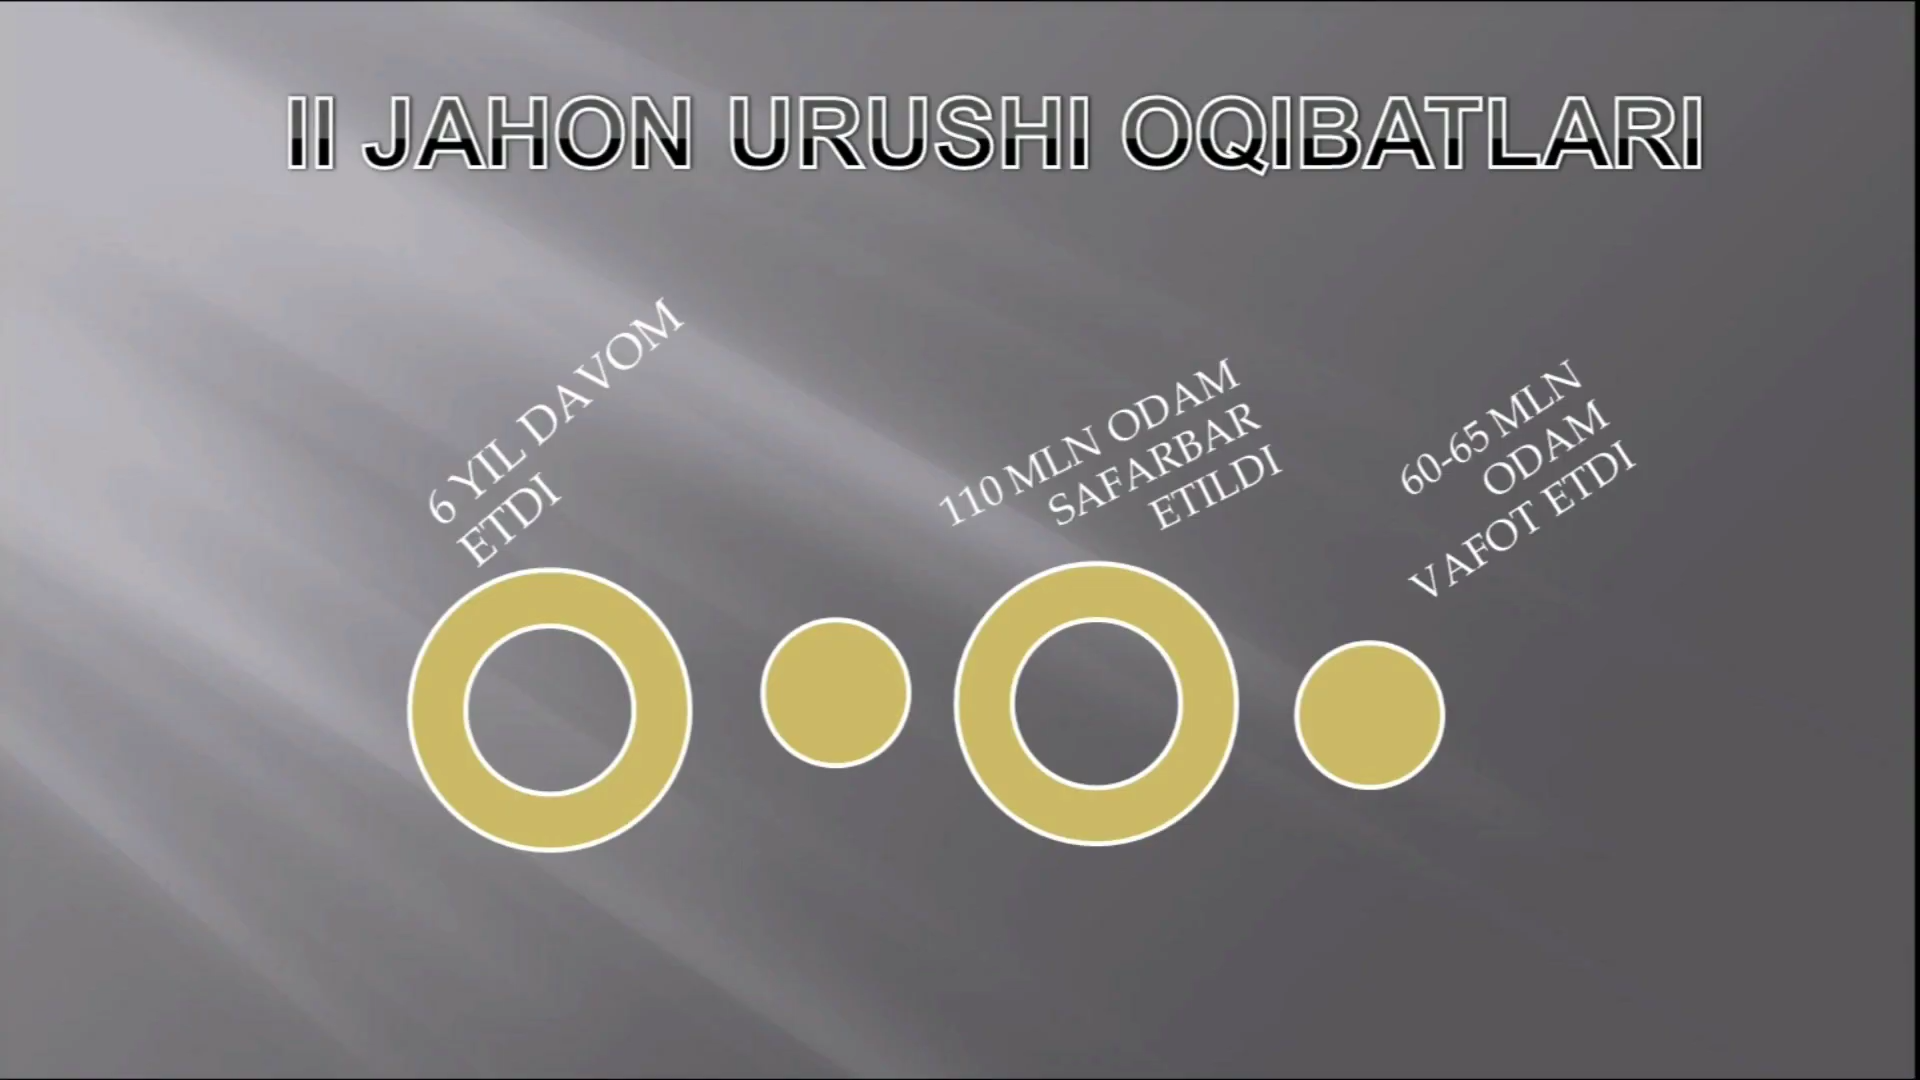 II JAHON URUSHI OQIBATLARI
6 YIL DAVOM
ETDI
110 MLN ODAM
SAFARBAR
ETILDI
60-65 MLN
ODAM
VAFOT ETDI